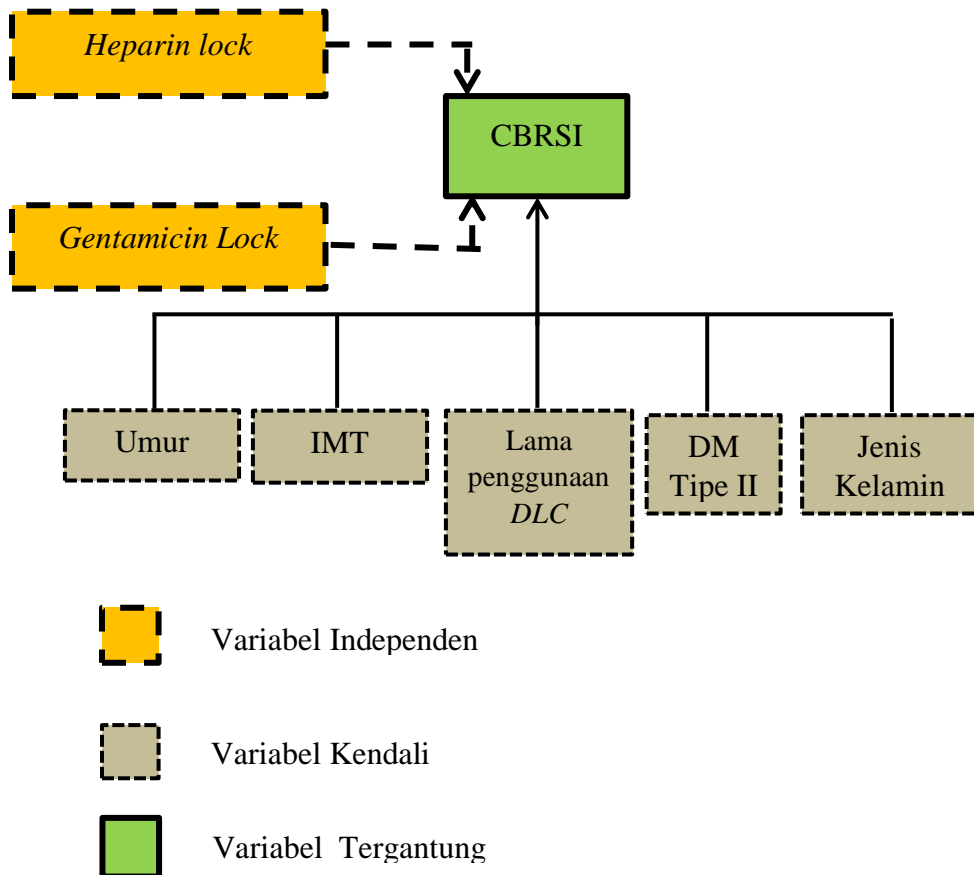 Heparin lock
CBRSI
Gentamicin Lock
Umur
IMT
Lama
penggunaan
DLC
DM
Tipe II
Jenis
Kelamin
Variabel Independen
Variabel Kendali
Variabel Tergantung